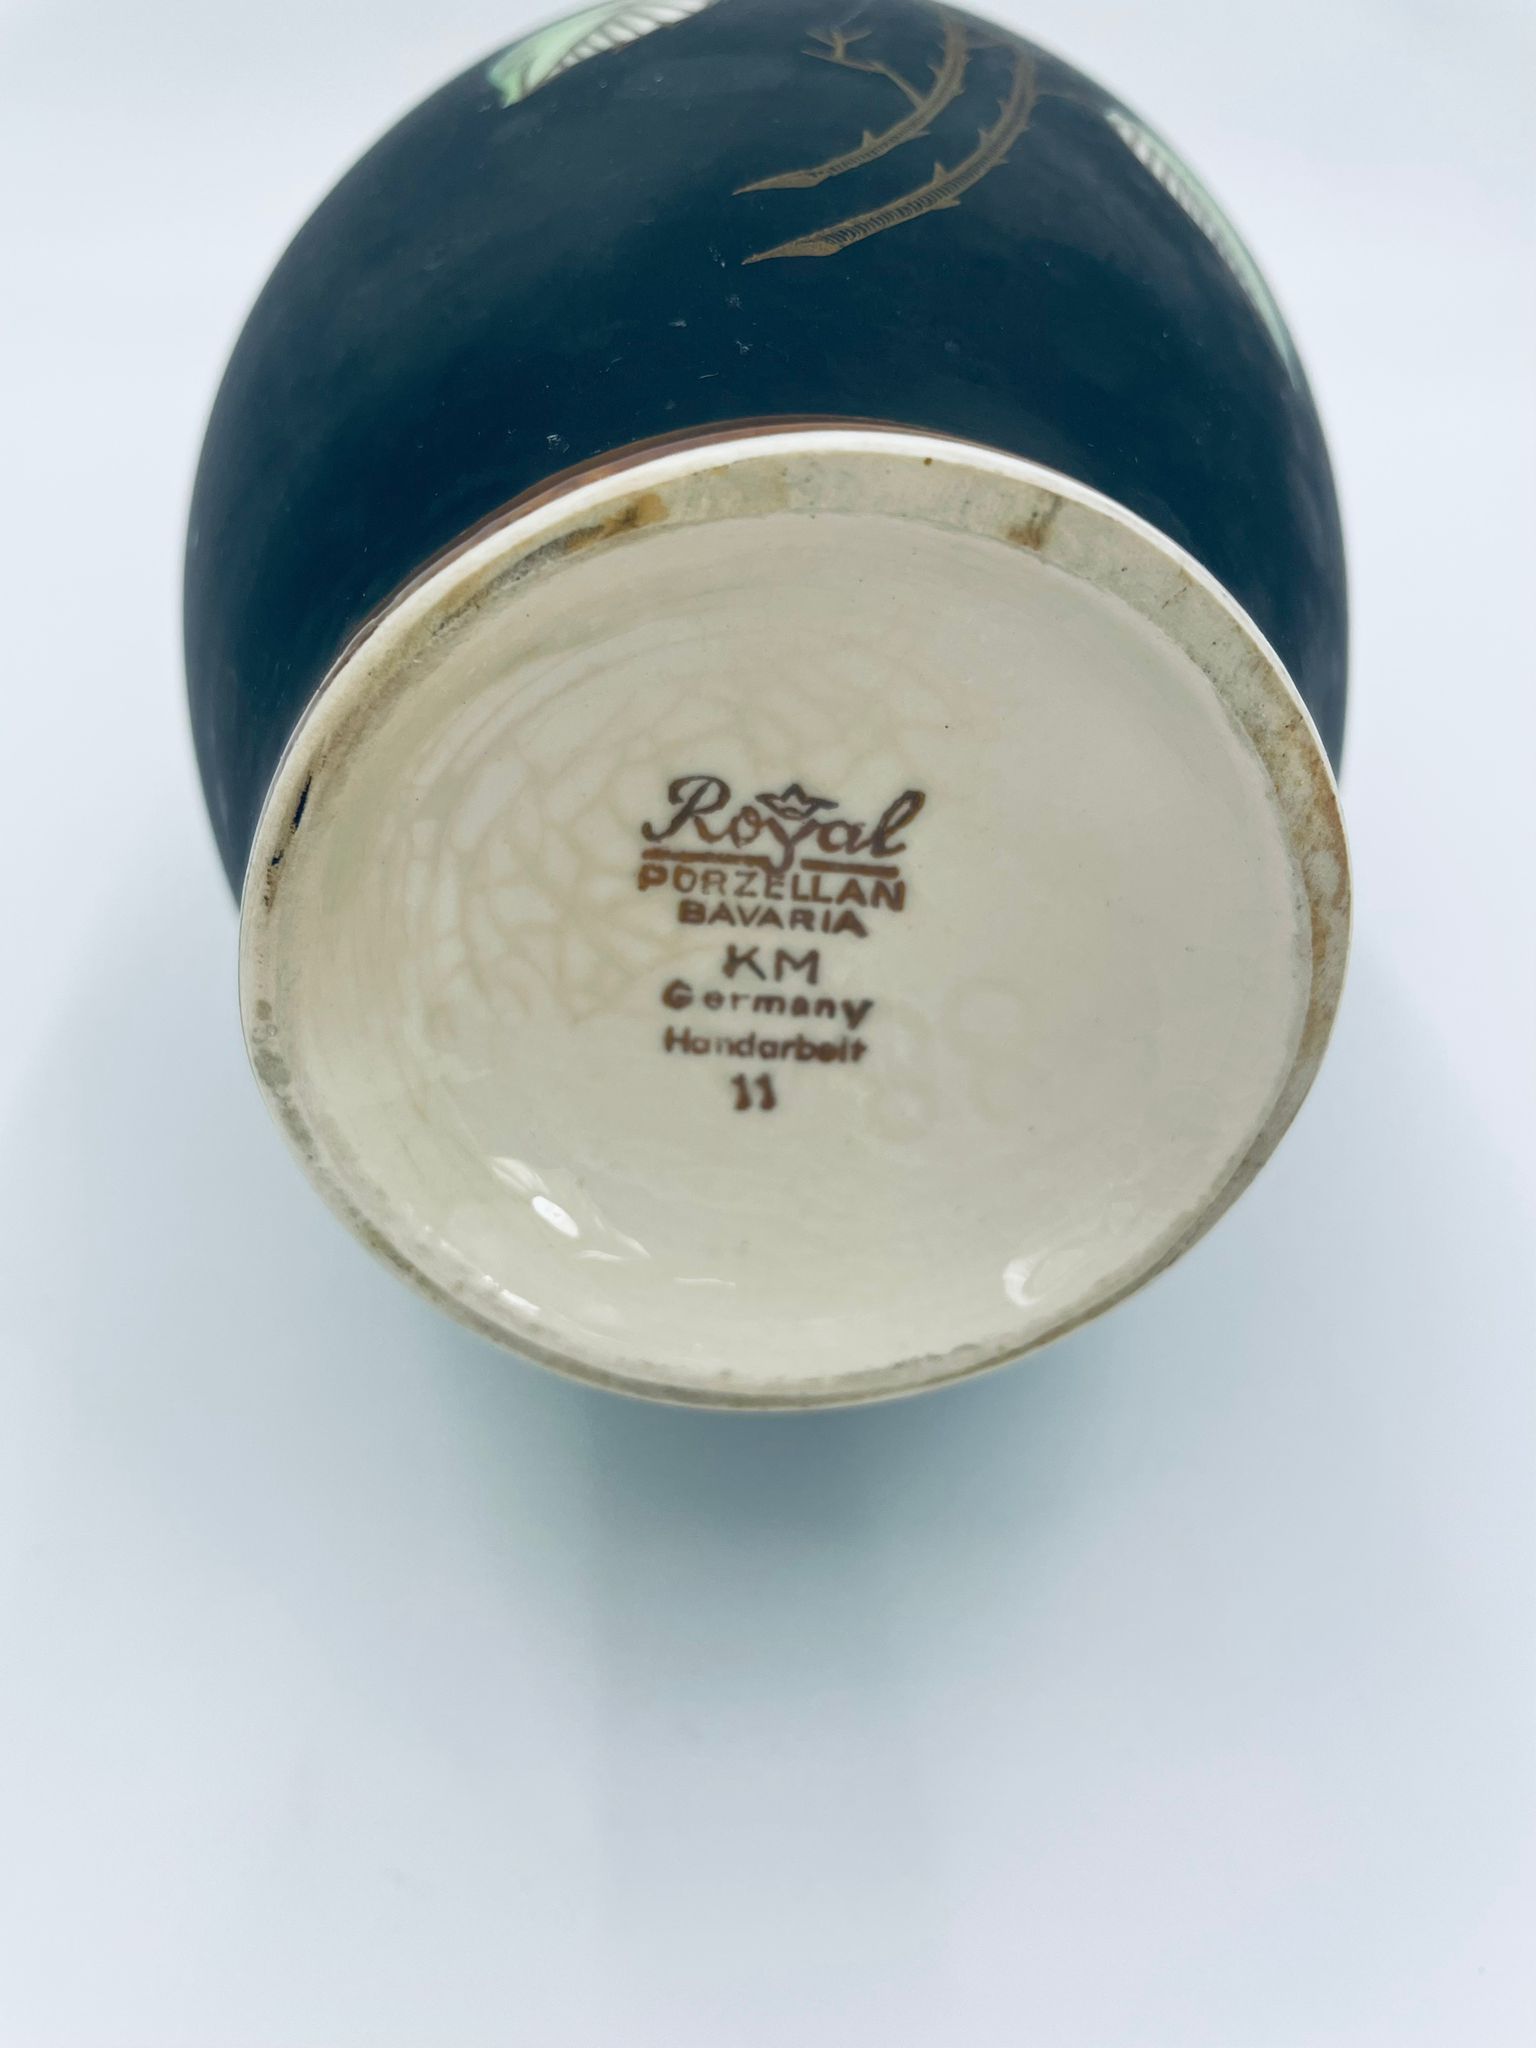 Royal
PORZELLAN
BAVARIA
KM
Germany
Handarbeit
11